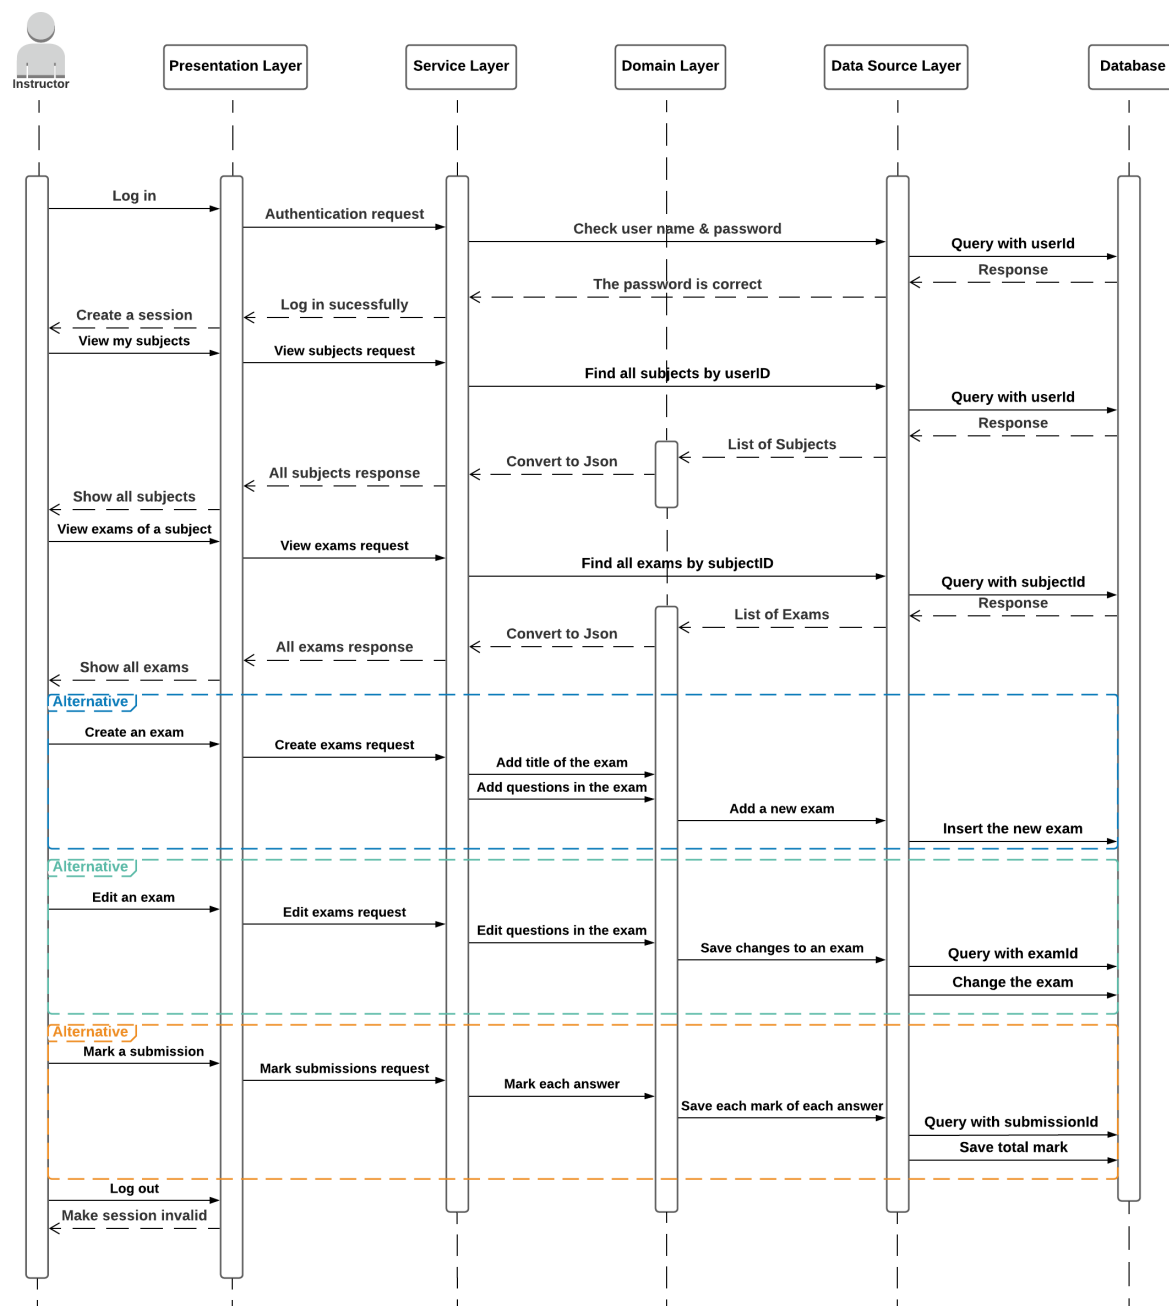 Instructor
Presentation Layer
Service Layer
Domain Layer
Data Source Layer
Database
Log in
Authentication request
Check user name & password
Query with userId
Response
The password is correct
Log in sucessfully
Create a session
View my subjects
View subjects request
Find all subjects by userID
Query with userId
Response
List of Subjects
Convert to Json
All subjects response
Show all subjects
View exams of a subject
View exams request
Find all exams by subjectID
Query with subjectId
Response
List of Exams
Convert to Json
All exams response
Show all exams
Alternative
Create an exam
Create exams request
Add title of the exam
Add questions in the exam
Add a new exam
Insert the new exam
Alternative
Edit an exam
Edit exams request
Edit questions in the exam
Save changes to an exam
Query with examId
Change the exam
Alternative
Mark a submission
Mark submissions request
Mark each answer
Save each mark of each answer
Query with submissionId
Save total mark
Log out
Make session invalid